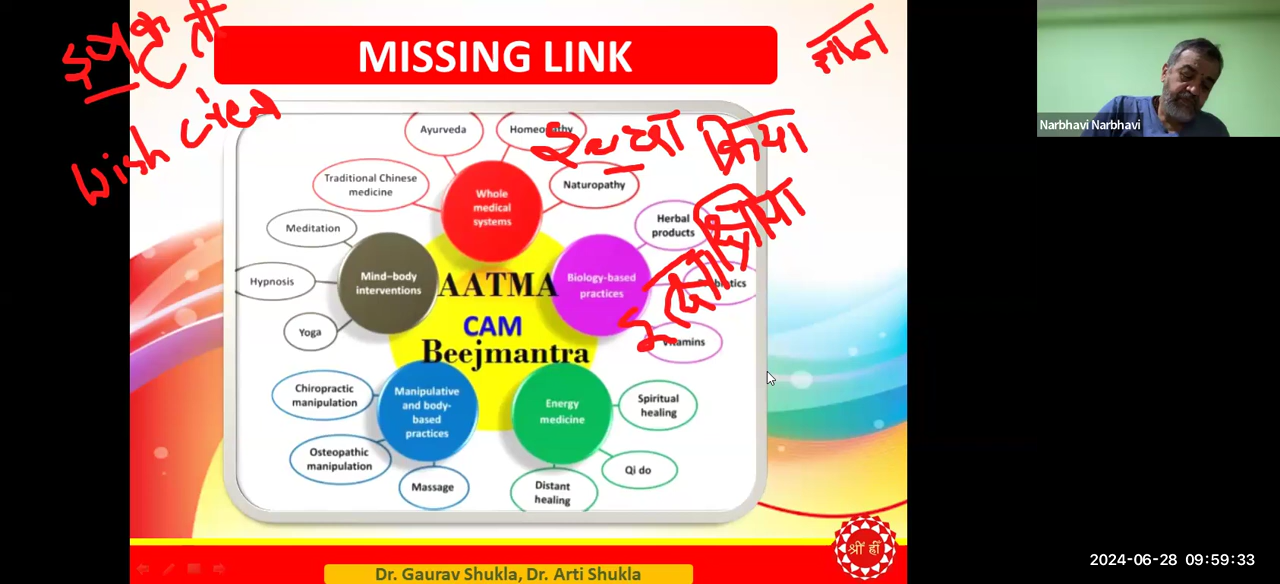 MISSING LINK
ज्ञान
Ayurveda
Traditional Chinese
medicine
Whole
medical
systems
Naturopathy
इच्छा क्रिया
Meditation
Hypnosis
Yoga
Mind–body
interventions
Herbal
products
Biology-based
practices
AATMA
CAM
Beejmantra
Chiropractic
manipulation
Osteopathic
manipulation
Massage
Manipulative
and body-
based
practices
Energy
medicine
Spiritual
healing
Qi do
Distant
healing
श्रीं ह्रीं
Dr. Gaurav Shukla, Dr. Arti Shukla
Narbhavi Narbhavi
2024-06-28 09:59:33